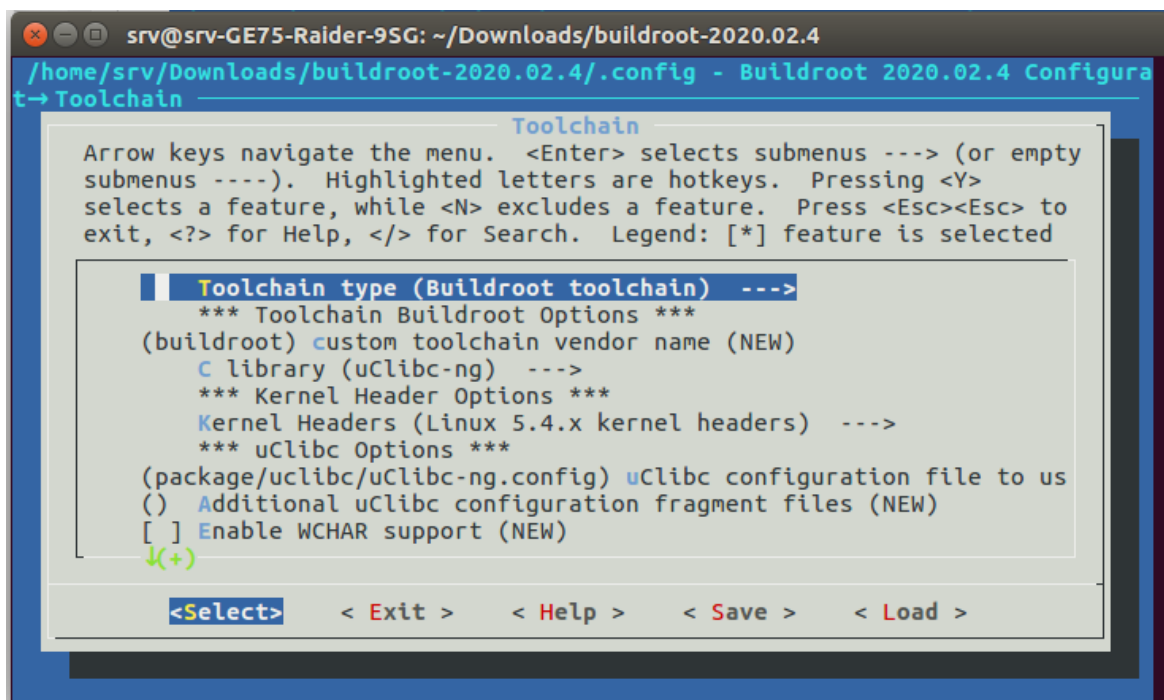 srv@srv-GE75-Raider-9SG: ~/Downloads/buildroot-2020.02.4
/home/srv/Downloads/buildroot-2020.02.4/.config - Buildroot 2020.02.4 Configura
t→ Toolchain
Toolchain
Arrow keys navigate the menu.  <Enter> selects submenus ---> (or empty
submenus ----).  Highlighted letters are hotkeys.  Pressing <Y>
selects a feature, while <N> excludes a feature.  Press <Esc><Esc> to
exit, <?> for Help, </> for Search.  Legend: [*] feature is selected
Toolchain type (Buildroot toolchain)  --->
*** Toolchain Buildroot Options ***
(buildroot) custom toolchain vendor name (NEW)
C library (uClibc-ng)  --->
*** Kernel Header Options ***
Kernel Headers (Linux 5.4.x kernel headers)  --->
*** uClibc Options ***
(package/uclibc/uClibc-ng.config) uClibc configuration file to us
()  Additional uClibc configuration fragment files (NEW)
[ ] Enable WCHAR support (NEW)
↓(+)
<Select>    < Exit >    < Help >    < Save >    < Load >